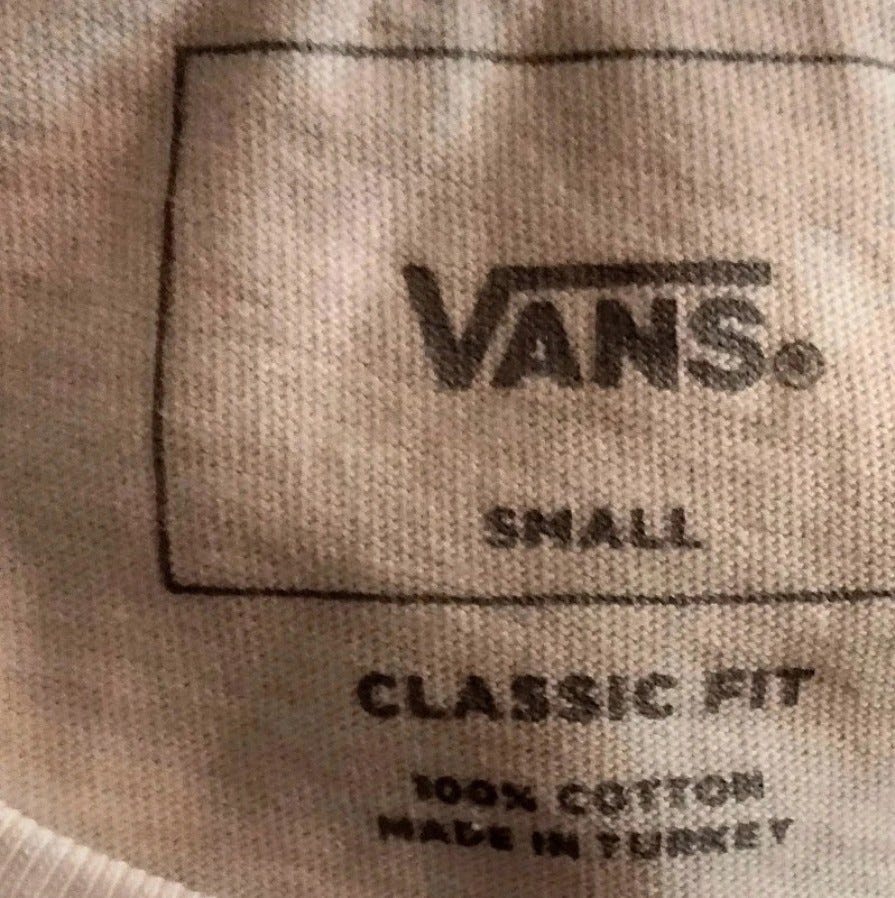 VANS®
SMALL
CLASSIC FIT
100% COTTON
MADE IN TURKEY